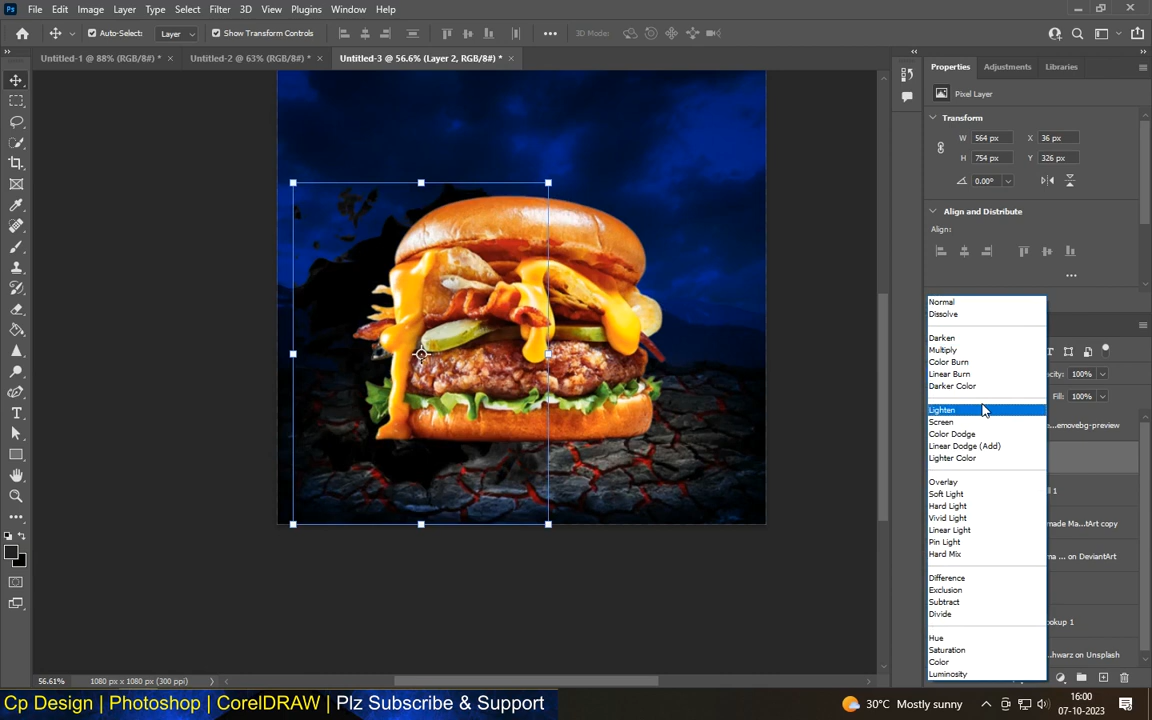 Ps File Edit Image Layer Type Select Filter 3D View Plugins Window Help
Auto-Select: Layer Show Transform Controls 3D Mode:
Untitled-1 @ 88% (RGB/8#) * × Untitled-2 @ 63% (RGB/8#) * × Untitled-3 @ 56.6% (Layer 2, RGB/8#) * ×
Properties Adjustments Libraries
Pixel Layer
Transform
W 564 px X 36 px
H 754 px Y 326 px
0.00°
Align and Distribute
Align:
Normal
Dissolve
Darken
Multiply
Color Burn
Linear Burn
Darker Color
Lighten
Screen
Color Dodge
Linear Dodge (Add)
Lighter Color
Overlay
Soft Light
Hard Light
Vivid Light
Linear Light
Pin Light
Hard Mix
Difference
Exclusion
Subtract
Divide
Hue
Saturation
Color
Luminosity
acity: 100%
Fill: 100%
...emovebg-preview
ll 1
made Ma...tArt copy
na ... on DeviantArt
okup 1
..hwarz on Unsplash
56.61% 1080 px x 1080 px (300 ppi)
Cp Design | Photoshop | CorelDRAW | Plz Subscribe & Support
30°C Mostly sunny
16:00
07-10-2023